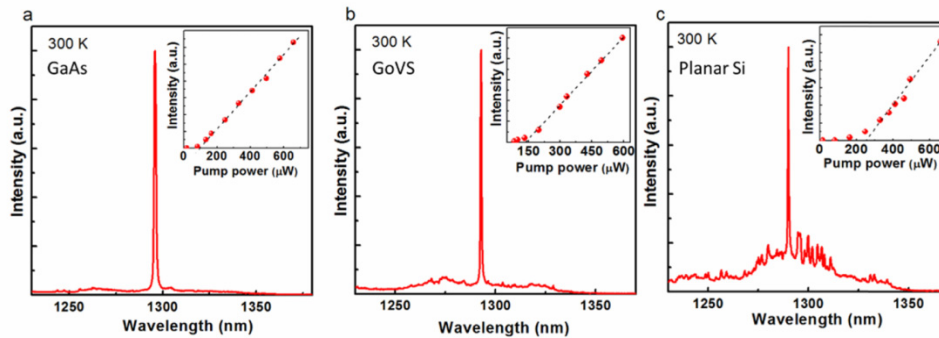 a
300 K
GaAs
Intensity (a.u.)
Intensity (a.u.)
0 200 400 600
Pump power (μW)
1250 1300 1350
Wavelength (nm)
b
300 K
GoVS
Intensity (a.u.)
Intensity (a.u.)
0 150 300 450 600
Pump power (μW)
1250 1300 1350
Wavelength (nm)
c
300 K
Planar Si
Intensity (a.u.)
Intensity (a.u.)
0 200 400 600
Pump power (μW)
1250 1300 1350
Wavelength (nm)